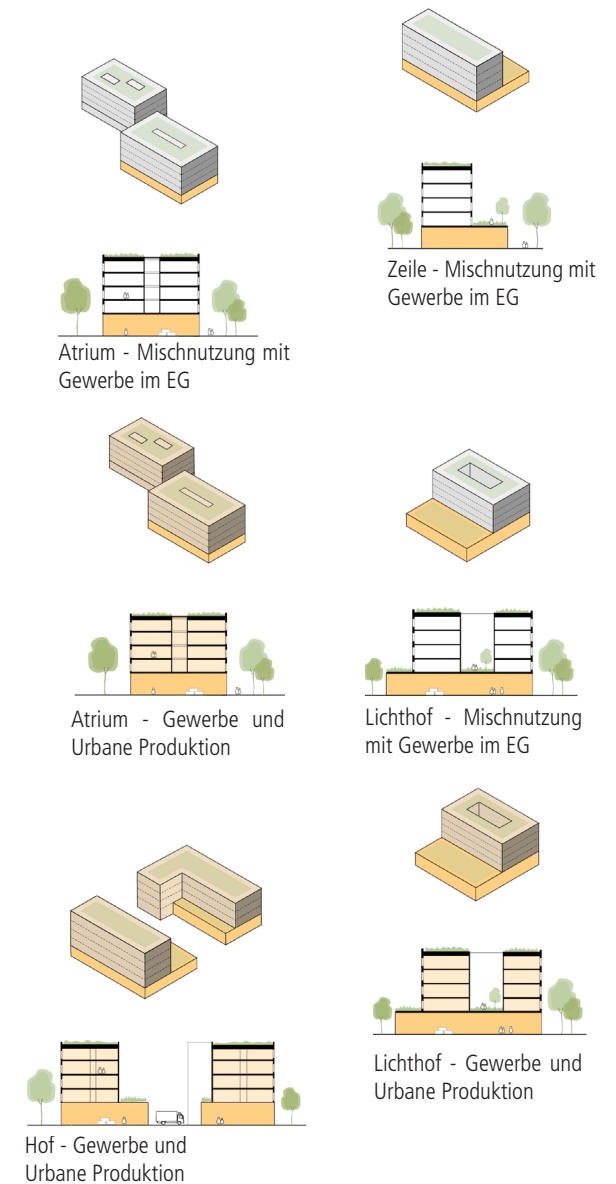 Zeile - Mischnutzung mit
Gewerbe im EG
Atrium - Mischnutzung mit
Gewerbe im EG
Atrium - Gewerbe und
Urbane Produktion
Lichthof - Mischnutzung
mit Gewerbe im EG
Lichthof - Gewerbe und
Urbane Produktion
Hof - Gewerbe und
Urbane Produktion